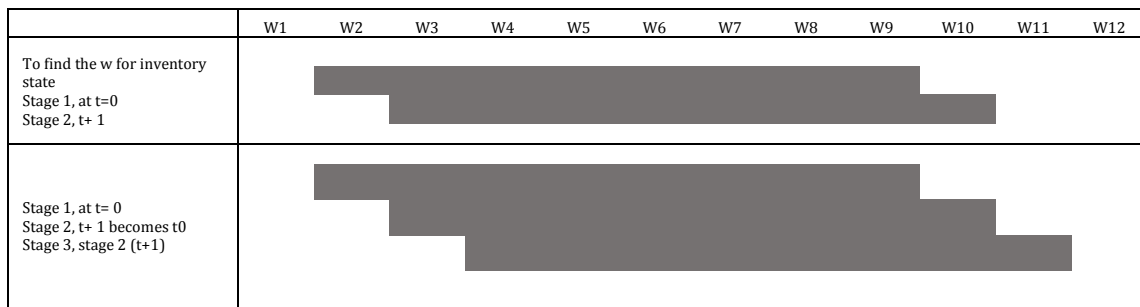 W1 W2 W3 W4 W5 W6 W7 W8 W9 W10 W11 W12
To find the w for inventory
state
Stage 1, at t=0
Stage 2, t+ 1
Stage 1, at t= 0
Stage 2, t+ 1 becomes t0
Stage 3, stage 2 (t+1)